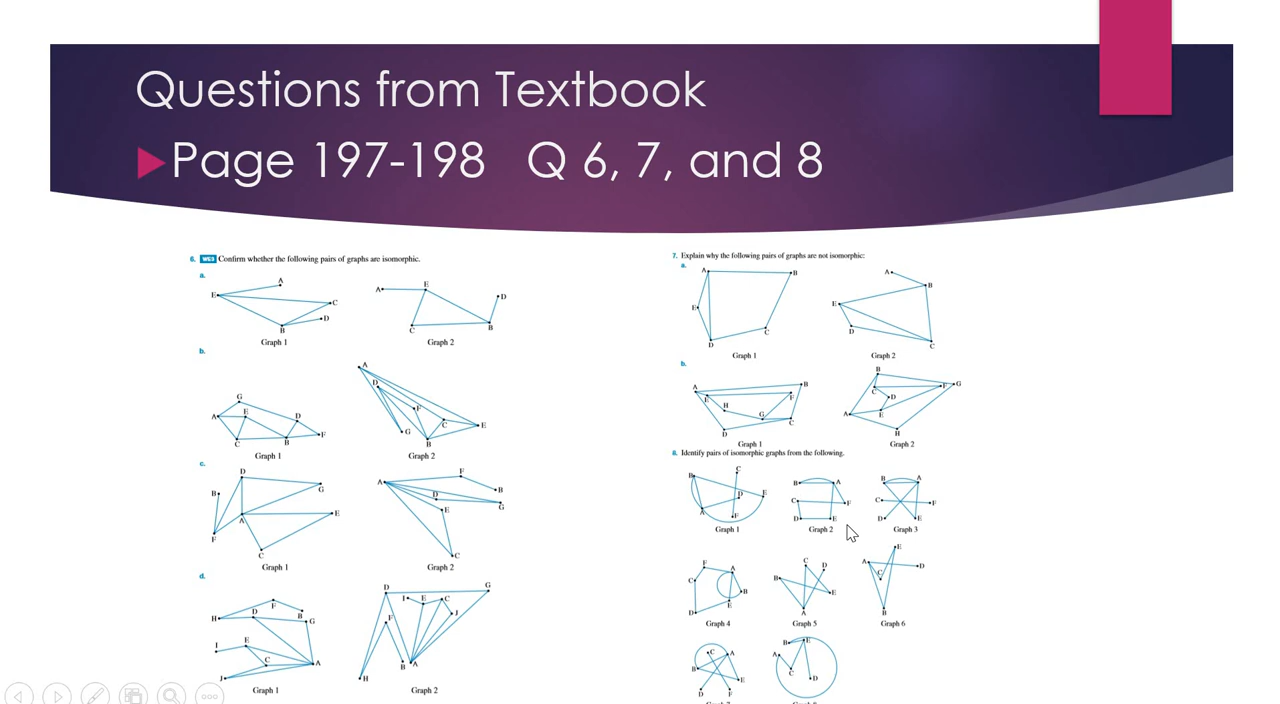 Questions from Textbook
Page 197-198 Q 6, 7, and 8
6. WE5 Confirm whether the following pairs of graphs are isomorphic.
a.
A
E
C
B
D
Graph 1
A
E
D
C
B
Graph 2
b.
G
A
E
D
C
B
F
Graph 1
A
D
F
C
E
G
B
Graph 2
c.
D
B
G
A
E
F
C
Graph 1
A
F
B
D
G
E
C
Graph 2
d.
H
D
F
B
G
I
E
C
A
J
Graph 1
D
G
I
E
C
F
J
B
A
H
Graph 2
7. Explain why the following pairs of graphs are not isomorphic:
a.
A
B
E
C
D
Graph 1
A
B
E
D
C
Graph 2
b.
A
B
E
H
F
G
C
D
Graph 1
B
F
G
C
D
A
E
H
Graph 2
8. Identify pairs of isomorphic graphs from the following.
B
C
D
E
A
F
Graph 1
B
A
C
F
D
E
Graph 2
B
A
C
F
D
E
Graph 3
F
A
C
B
D
E
Graph 4
C
D
B
E
A
Graph 5
E
A
D
C
B
Graph 6
C
A
B
E
D
F
B
E
A
C
D